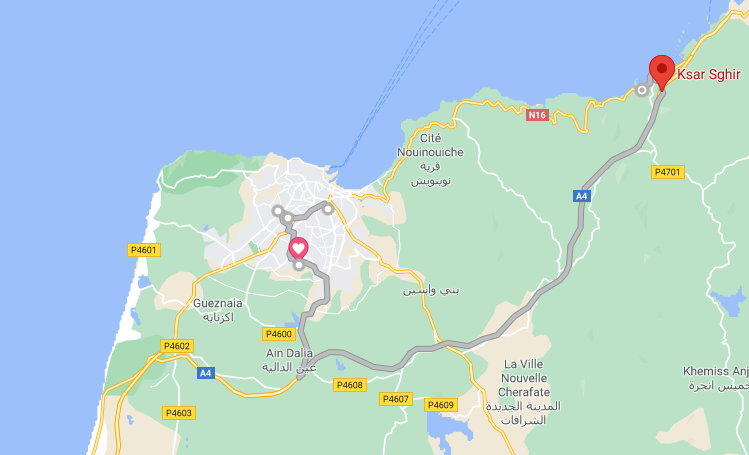 Ksar Sghir
N16
Cité
Nouinouiche
قرية
نوينويش
P4701
A4
P4601
بني واسين
Gueznaia
اكزناية
P4600
P4602
Ain Dalia
عين الدالية
A4
La Ville
Nouvelle
Cherafate
المدينة الجديدة
الشرافات
Khemiss Anj
خميس انجرة
P4608
P4607
P4609
P4603